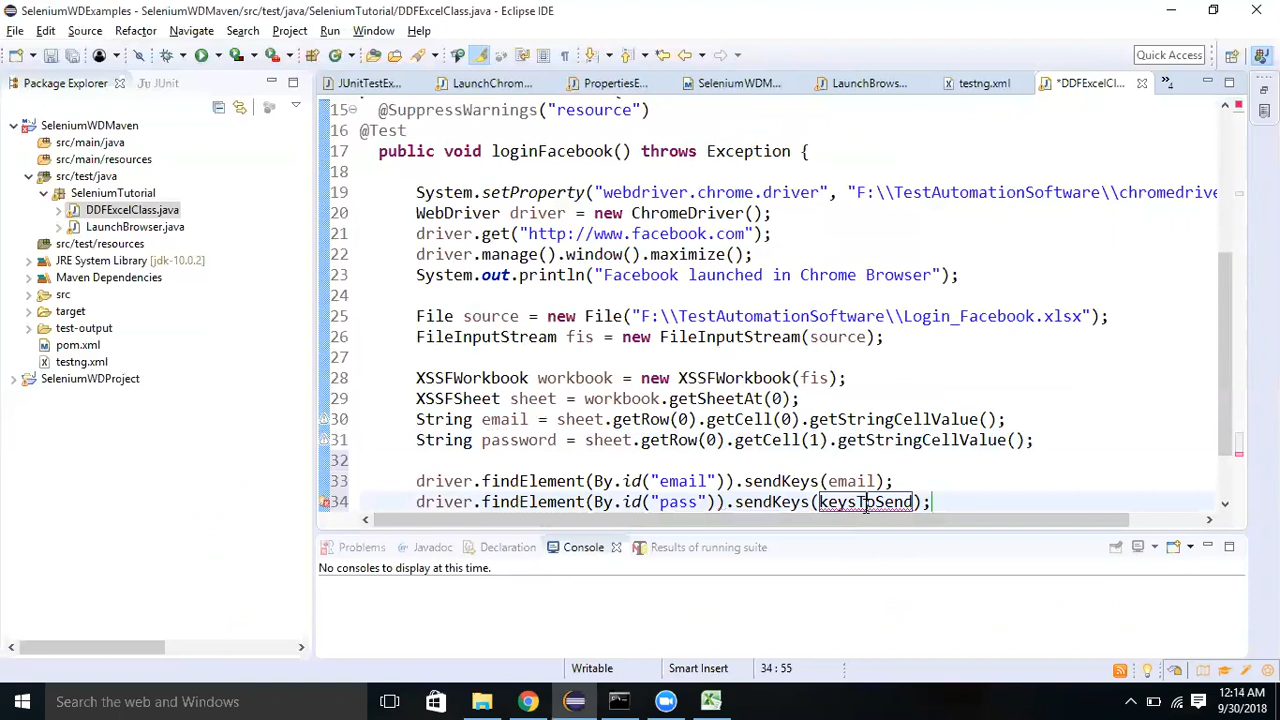 SeleniumWDExamples - SeleniumWDMaven/src/test/java/SeleniumTutorial/DDFExcelClass.java - Eclipse IDE
File Edit Source Refactor Navigate Search Project Run Window Help
Quick Access
Package Explorer JUnit
JUnitTestEx... LaunchChrom... PropertiesE... SeleniumWDM... LaunchBrows... testng.xml *DDFExcelCl...
SeleniumWDMaven
src/main/java
src/main/resources
src/test/java
SeleniumTutorial
DDFExcelClass.java
LaunchBrowser.java
src/test/resources
JRE System Library [jdk-10.0.2]
Maven Dependencies
src
target
test-output
pom.xml
testng.xml
SeleniumWDProject
15 @SuppressWarnings("resource")
16 @Test
17 public void loginFacebook() throws Exception {
18
19 System.setProperty("webdriver.chrome.driver", "F:\\TestAutomationSoftware\\chromedrive
20 WebDriver driver = new ChromeDriver();
21 driver.get("http://www.facebook.com");
22 driver.manage().window().maximize();
23 System.out.println("Facebook launched in Chrome Browser");
24
25 File source = new File("F:\\TestAutomationSoftware\\Login_Facebook.xlsx");
26 FileInputStream fis = new FileInputStream(source);
27
28 XSSFWorkbook workbook = new XSSFWorkbook(fis);
29 XSSFSheet sheet = workbook.getSheetAt(0);
30 String email = sheet.getRow(0).getCell(0).getStringCellValue();
31 String password = sheet.getRow(0).getCell(1).getStringCellValue();
32
33 driver.findElement(By.id("email")).sendKeys(email);
34 driver.findElement(By.id("pass")).sendKeys(keysToSend);
Problems Javadoc Declaration Console Results of running suite
No consoles to display at this time.
Writable Smart Insert 34 : 55
Search the web and Windows
12:14 AM
9/30/2018